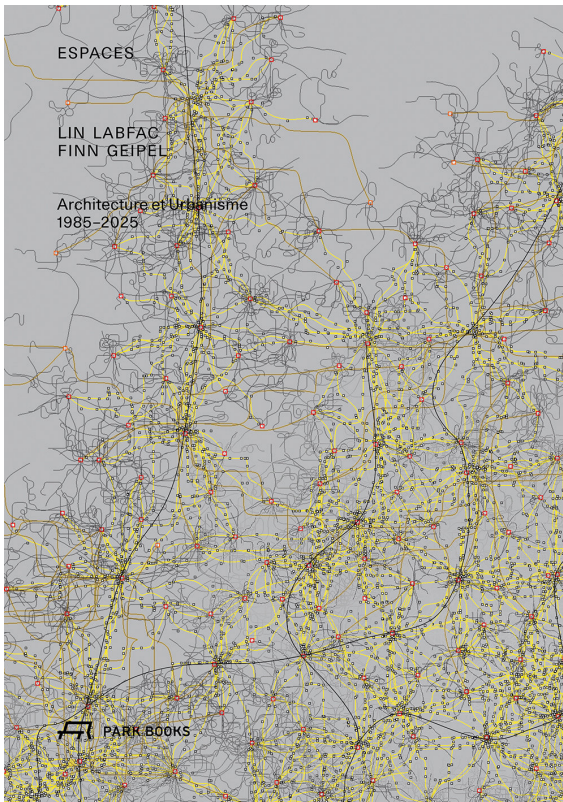 ESPACES
LIN LABFAC
FINN GEIPEL
Architecture et Urbanisme
1985–2025
PARK BOOKS